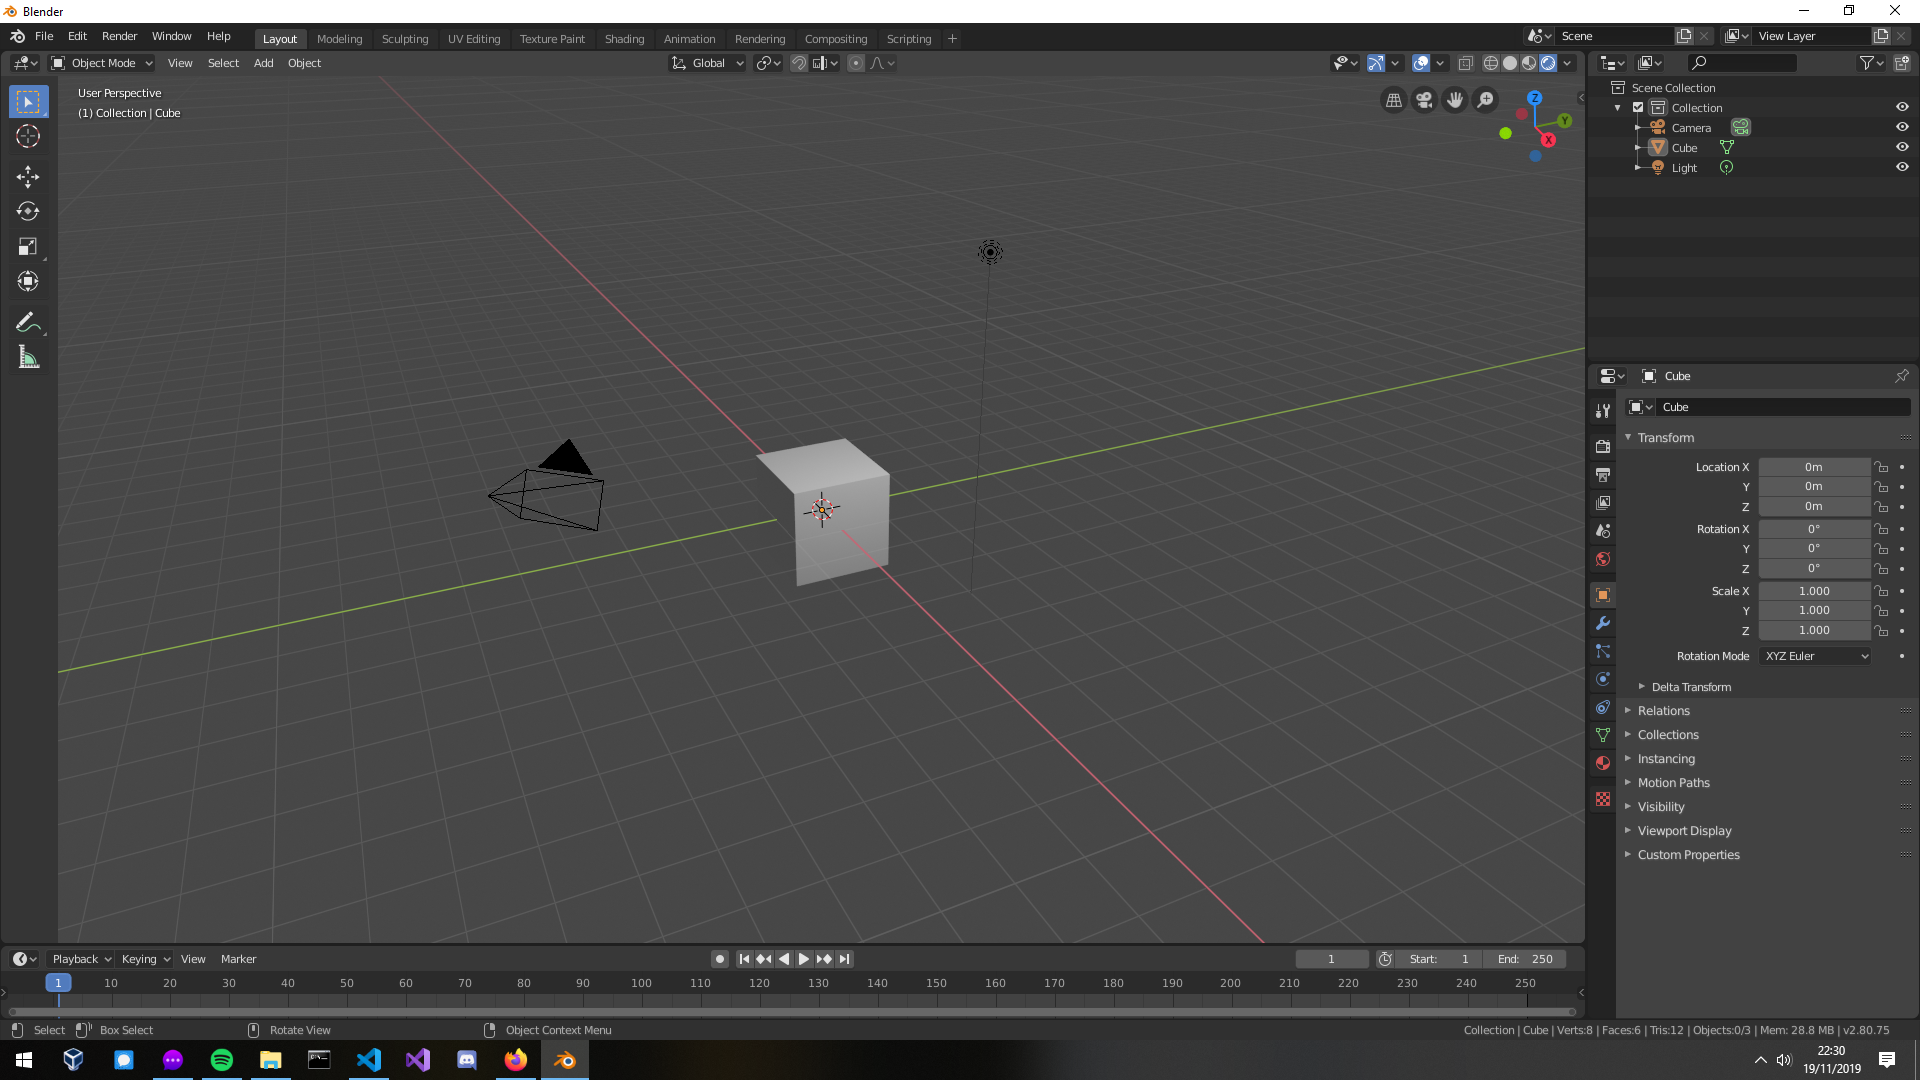 Blender
File Edit Render Window Help
Layout Modeling Sculpting UV Editing Texture Paint Shading Animation Rendering Compositing Scripting +
Scene
View Layer
Object Mode View Select Add Object
Global
User Perspective
(1) Collection | Cube
Z
Y
X
Scene Collection
Collection
Camera
Cube
Light
Cube
Cube
Transform
Location X 0m
Y 0m
Z 0m
Rotation X 0°
Y 0°
Z 0°
Scale X 1.000
Y 1.000
Z 1.000
Rotation Mode XYZ Euler
Delta Transform
Relations
Collections
Instancing
Motion Paths
Visibility
Viewport Display
Custom Properties
Playback Keying View Marker
1 Start: 1 End: 250
1 10 20 30 40 50 60 70 80 90 100 110 120 130 140 150 160 170 180 190 200 210 220 230 240 250
Select Box Select Rotate View Object Context Menu
Collection | Cube | Verts:8 | Faces:6 | Tris:12 | Objects:0/3 | Mem: 28.8 MB | v2.80.75
22:30
19/11/2019